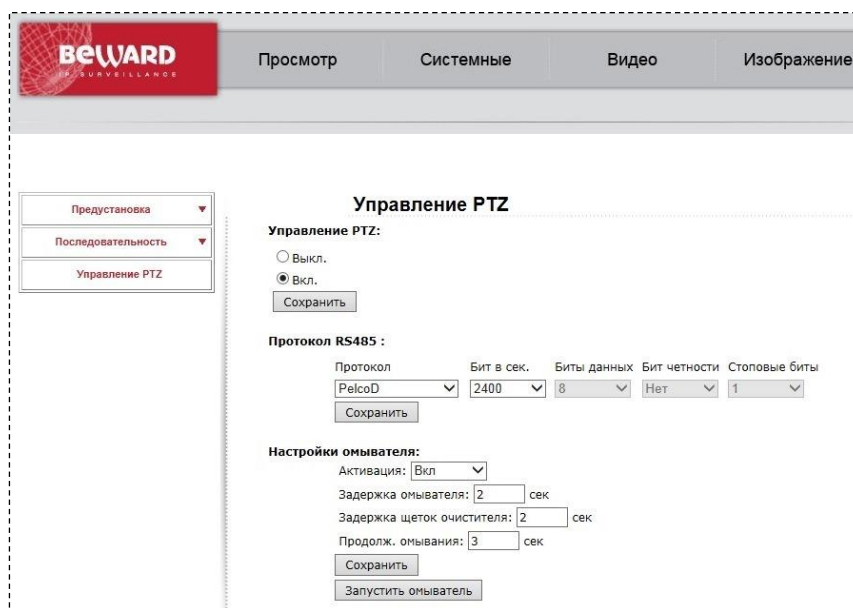 BEWARD
IP SURVEILLANCE
Просмотр Системные Видео Изображение
Предустановка
Последовательность
Управление PTZ
Управление PTZ
Управление PTZ:
Выкл.
Вкл.
Сохранить
Протокол RS485 :
Протокол Бит в сек. Биты данных Бит четности Стоповые биты
PelcoD 2400 8 Нет 1
Сохранить
Настройки омывателя:
Активация: Вкл
Задержка омывателя: 2 сек
Задержка щеток очистителя: 2 сек
Продолж. омывания: 3 сек
Сохранить
Запустить омыватель